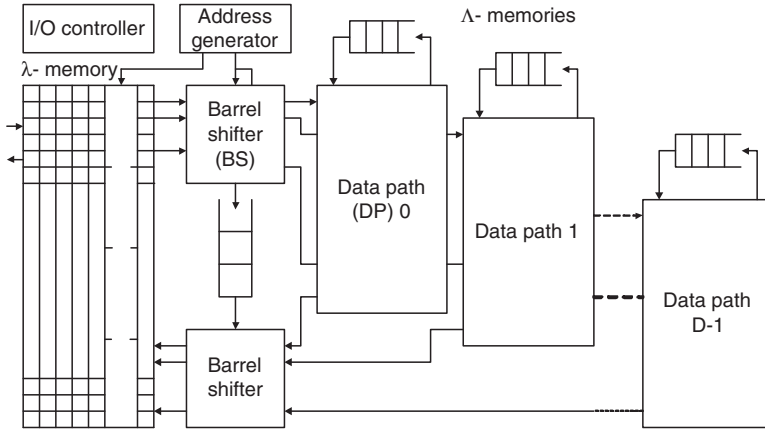 I/O controller
Address
generator
Λ- memories
λ- memory
Barrel
shifter
(BS)
Data path
(DP) 0
Data path 1
Data path
D-1
Barrel
shifter